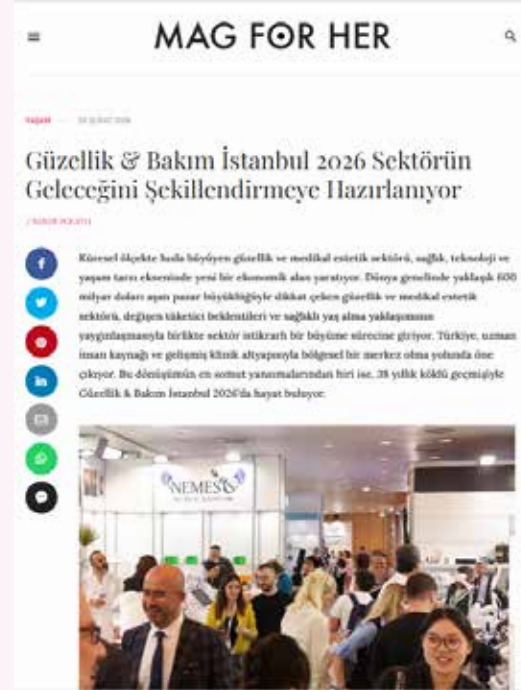 MAG FOR HER
YAŞAM
Güzellik & Bakım İstanbul 2026 Sektörün
Geleceğini Şekillendirmeye Hazırlanıyor
Küresel ölçekte hızla büyüyen güzellik ve medikal estetik sektörü, sağlık, teknoloji ve
yaşam tarzı ekseninde yeni bir ekonomik alan yaratıyor. Dünya genelinde yaklaşık 600
milyar doları aşan pazar büyüklüğüyle dikkat çeken güzellik ve medikal estetik
sektörü, değişen tüketici beklentileri ve sağlıklı yaş alma yaklaşımının
yaygınlaşmasıyla birlikte sektör istikrarlı bir büyüme sürecine giriyor. Türkiye, uzman
insan kaynağı ve gelişmiş klinik altyapısıyla bölgesel bir merkez olma yolunda öne
çıkıyor. Bu dönüşümün en somut yansımalarından biri ise, 38 yıllık köklü geçmişiyle
Güzellik & Bakım İstanbul 2026'da hayat buluyor.
NEMESIS